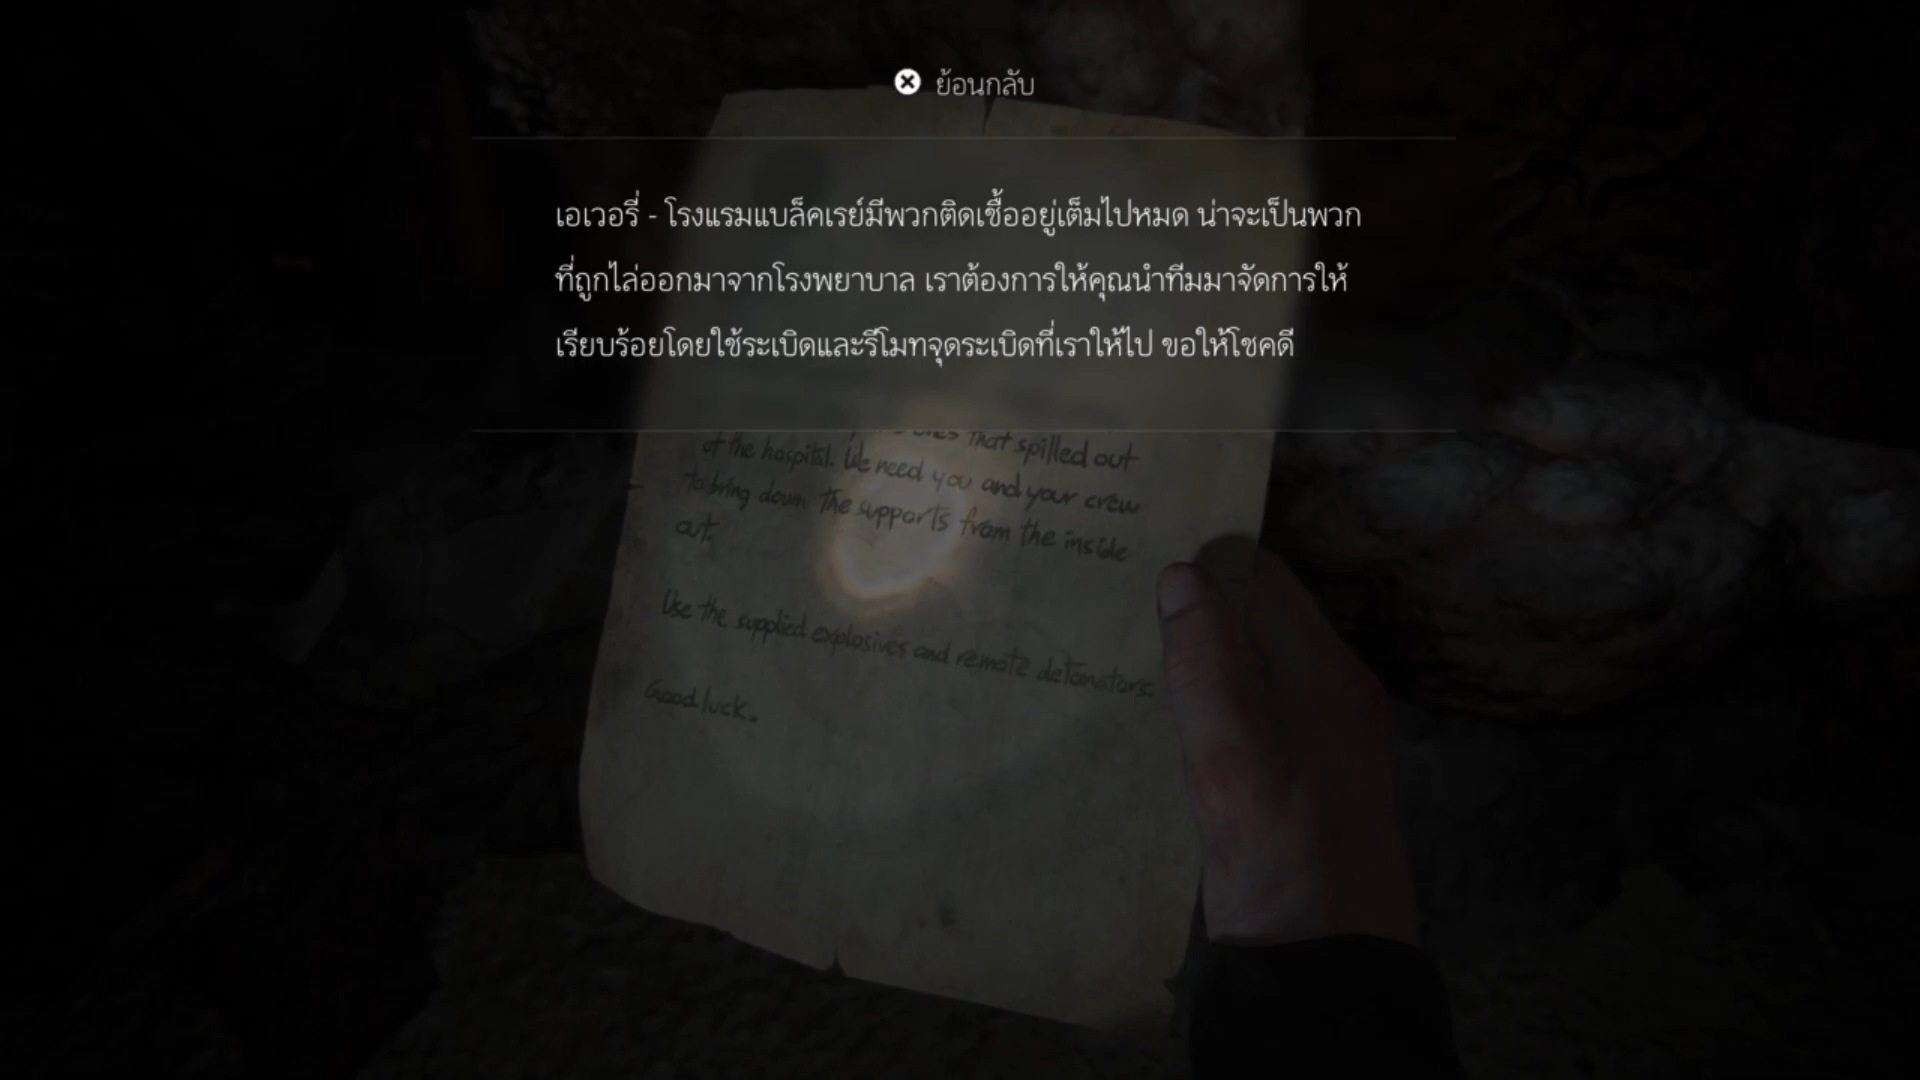 ย้อนกลับ
เอเวอรี่ - โรงแรมแบล็คเรย์มีพวกติดเชื้ออยู่เต็มไปหมด น่าจะเป็นพวก
ที่ถูกไล่ออกมาจากโรงพยาบาล เราต้องการให้คุณนำทีมมาจัดการให้
เรียบร้อยโดยใช้ระเบิดและรีโมทจุดระเบิดที่เราให้ไป ขอให้โชคดี
that spilled out
of the hospital. We need you and your crew
to bring down the supports from the inside
out.
Use the supplied explosives and remote detonators.
Good luck.